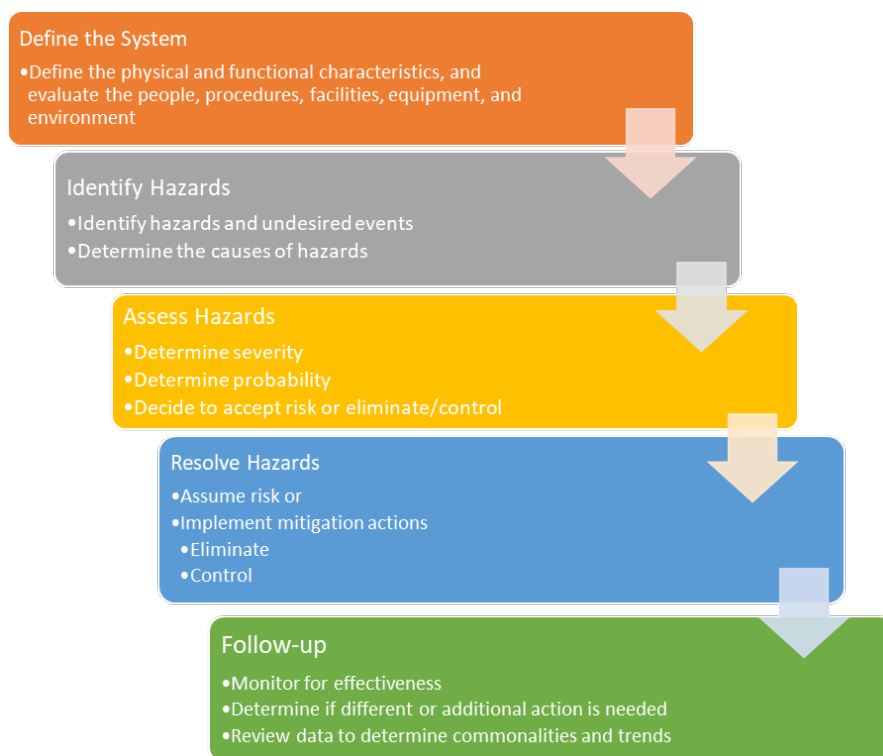 Define the System
•Define the physical and functional characteristics, and
evaluate the people, procedures, facilities, equipment, and
environment
Identify Hazards
•Identify hazards and undesired events
•Determine the causes of hazards
Assess Hazards
•Determine severity
•Determine probability
•Decide to accept risk or eliminate/control
Resolve Hazards
•Assume risk or
•Implement mitigation actions
•Eliminate
•Control
Follow-up
•Monitor for effectiveness
•Determine if different or additional action is needed
•Review data to determine commonalities and trends